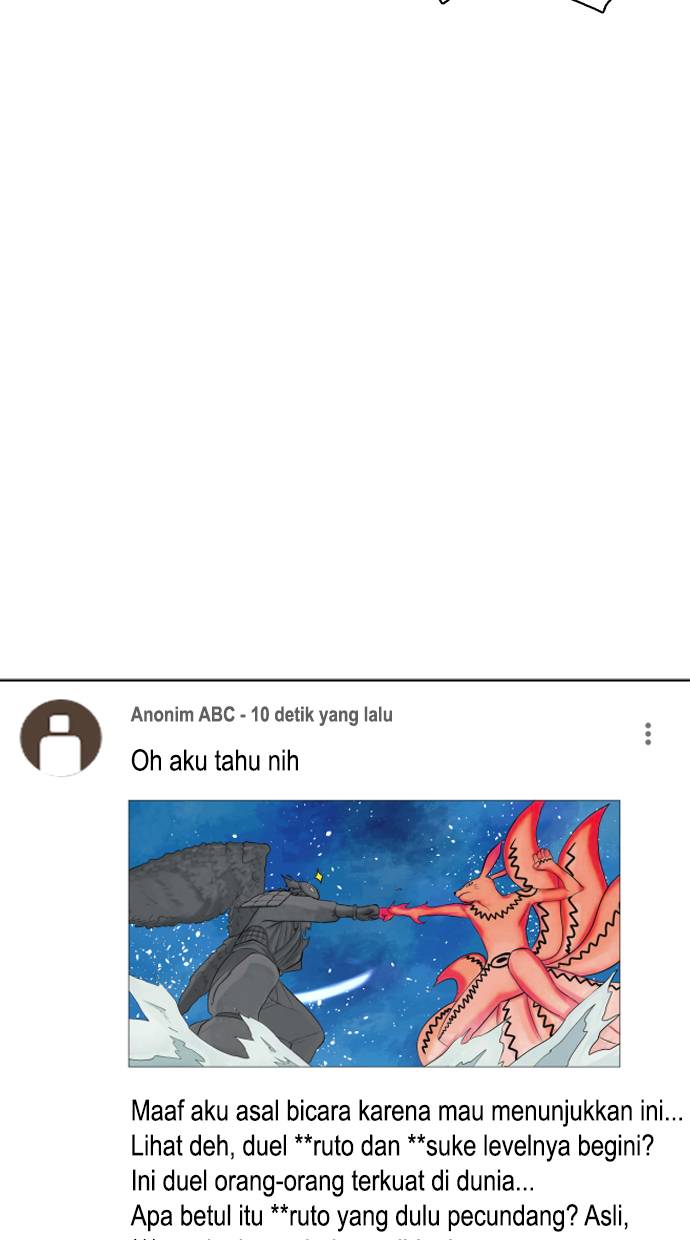 Anonim ABC - 10 detik yang lalu
Oh aku tahu nih
Maaf aku asal bicara karena mau menunjukkan ini...
Lihat deh, duel **ruto dan **suke levelnya begini?
Ini duel orang-orang terkuat di dunia...
Apa betul itu **ruto yang dulu pecundang? Asli,